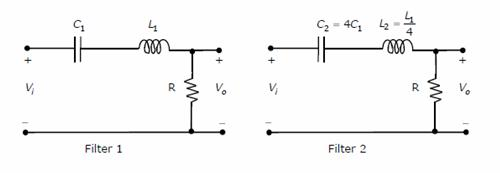 C₁ L₁
+ +
Vᵢ R Vₒ
– –
Filter 1
C₂ = 4C₁ L₂ = L₁/4
+ +
Vᵢ R Vₒ
– –
Filter 2